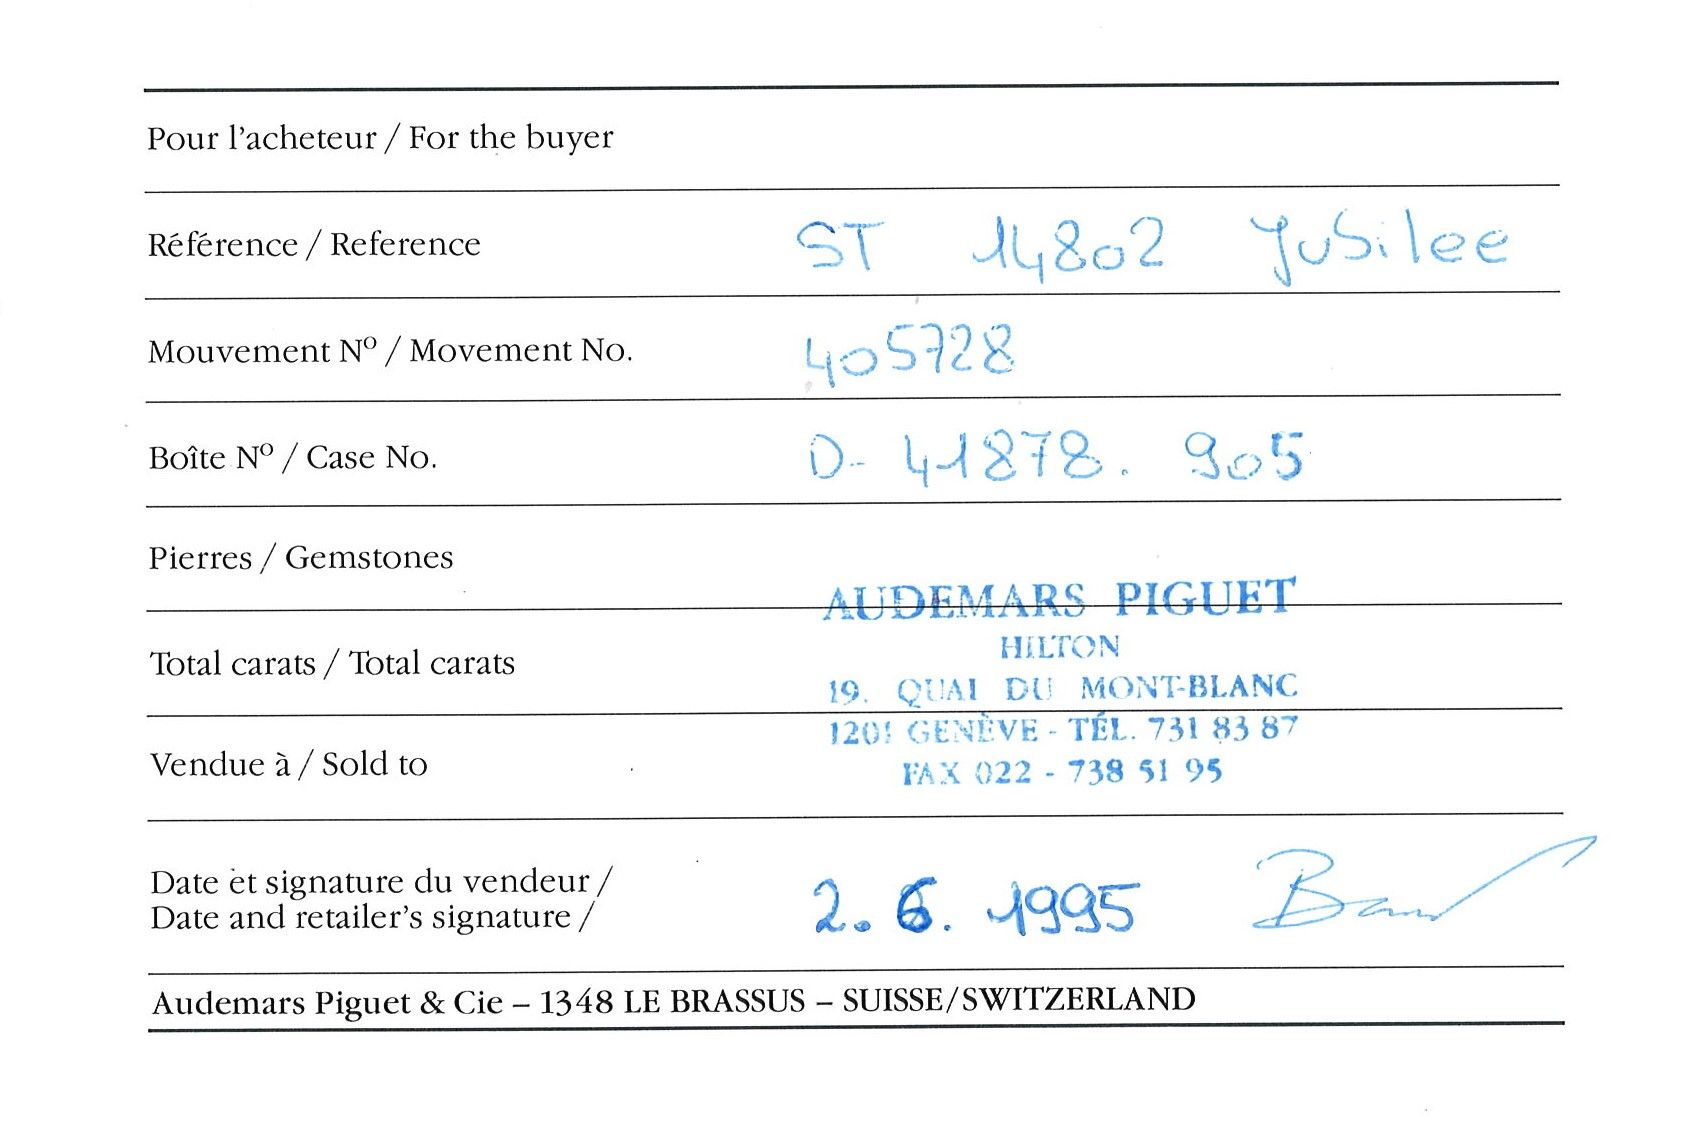 Pour l'acheteur / For the buyer
Référence / Reference ST 14802 Jubilee
Mouvement Nº / Movement No. 405728
Boîte Nº / Case No. D- 41878. 905
Pierres / Gemstones
AUDEMARS PIGUET
HILTON
Total carats / Total carats
19. QUAI DU MONT-BLANC
1201 GENÈVE - TÉL. 731 83 87
Vendue à / Sold to
FAX 022 - 738 51 95
Date et signature du vendeur /
Date and retailer's signature / 2. 6. 1995
Audemars Piguet & Cie – 1348 LE BRASSUS – SUISSE/SWITZERLAND